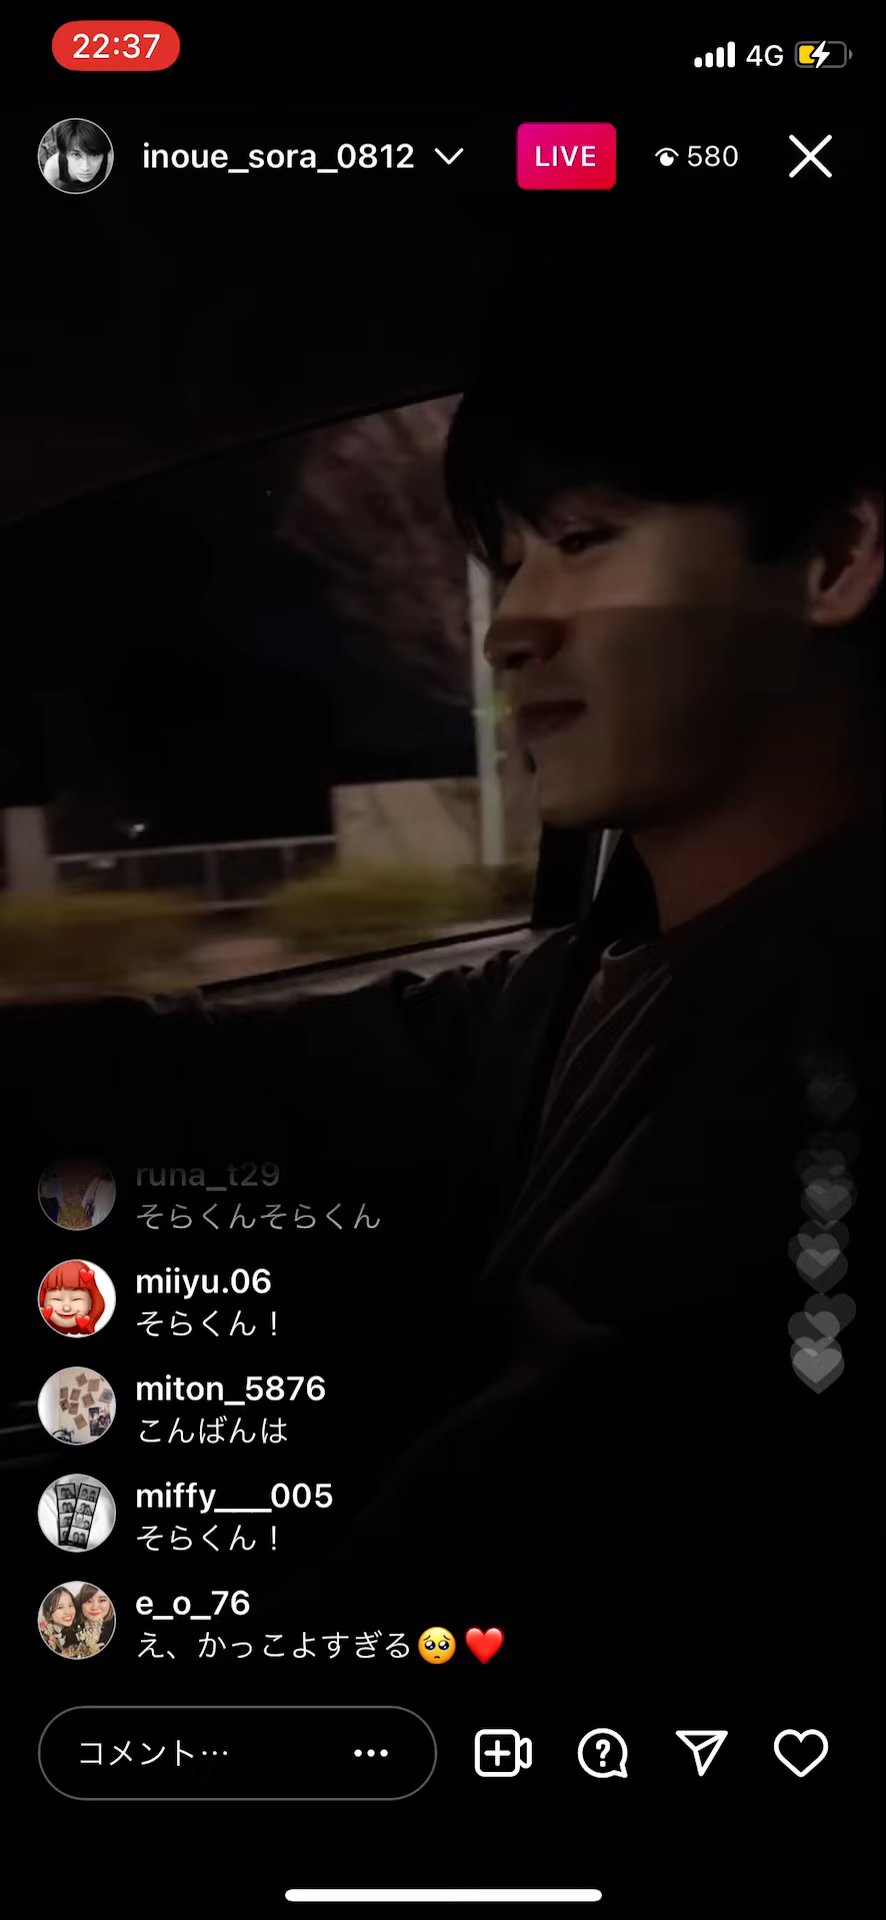 22:37
4G
inoue_sora_0812
LIVE
580
runa_t29
そらくんそらくん
miiyu.06
そらくん！
miton_5876
こんばんは
miffy___005
そらくん！
e_o_76
え、かっこよすぎる🥺❤️
コメント…